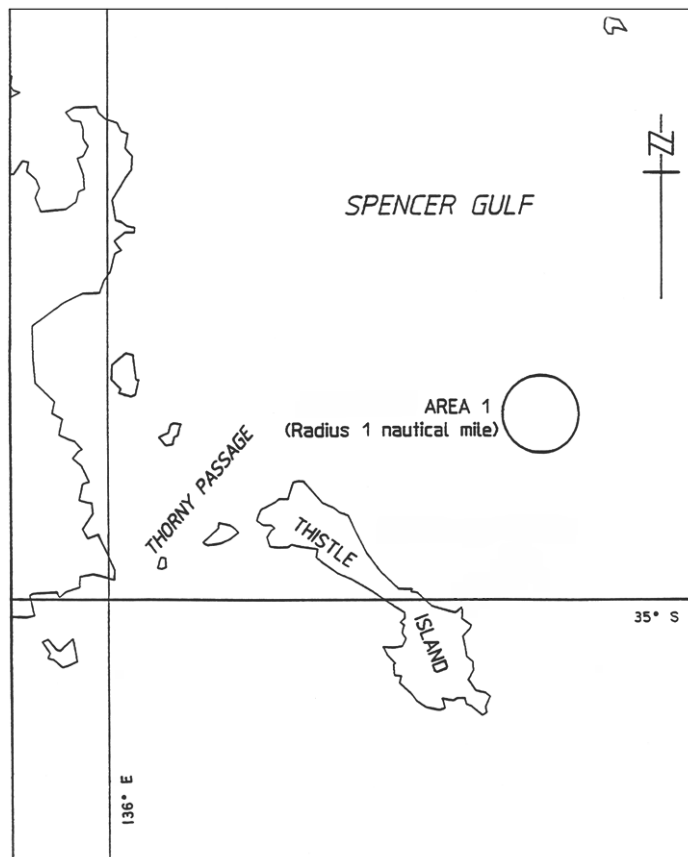 SPENCER GULF
N
AREA 1
(Radius 1 nautical mile)
THORNY PASSAGE
THISTLE
ISLAND
35° S
136° E